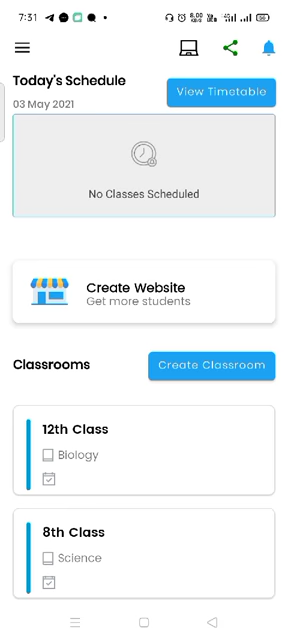 7:31
Today's Schedule
View Timetable
03 May 2021
No Classes Scheduled
Create Website
Get more students
Classrooms
Create Classroom
12th Class
Biology
8th Class
Science